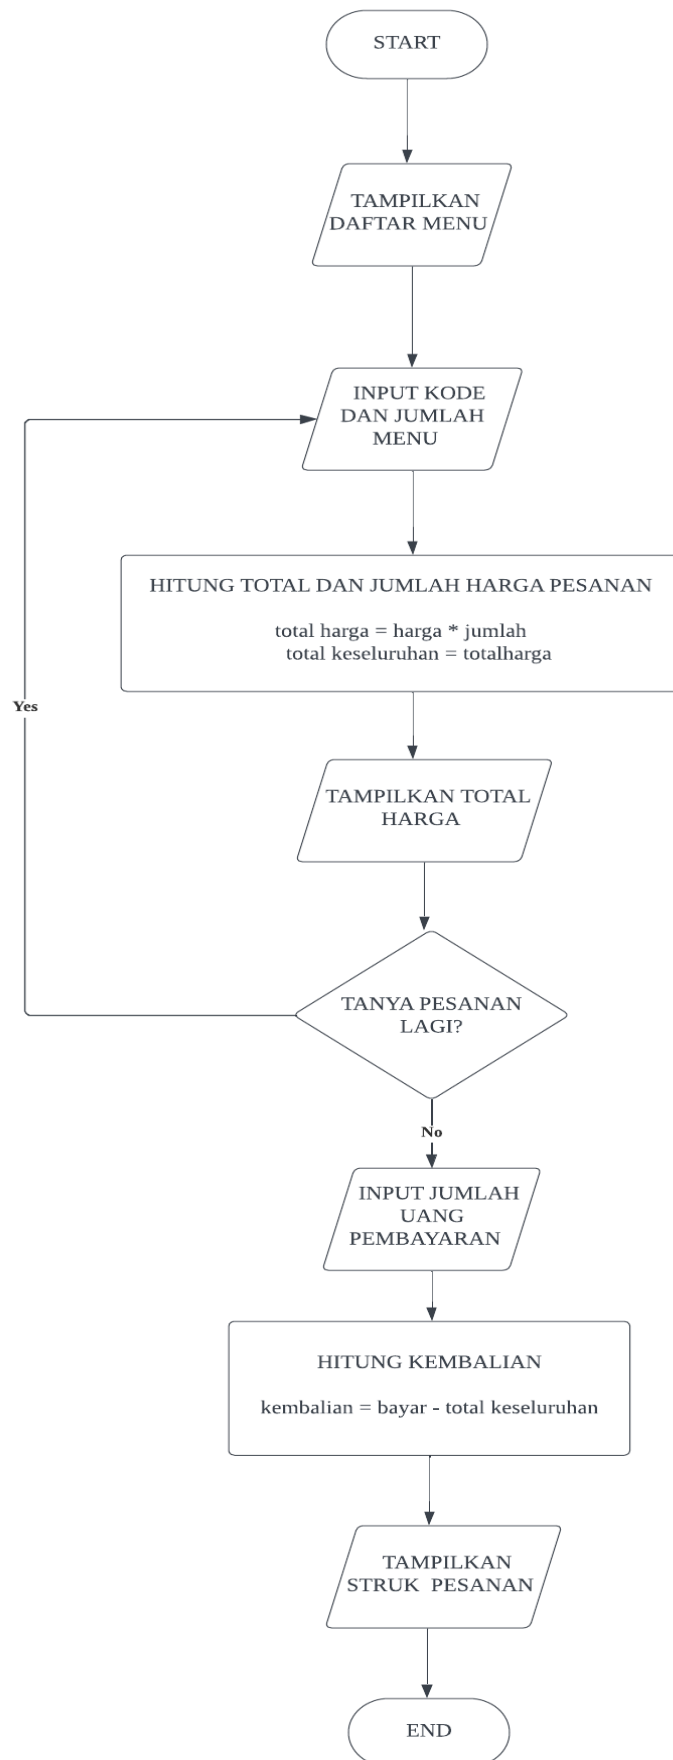 START
TAMPILKAN
DAFTAR MENU
INPUT KODE
DAN JUMLAH
MENU
HITUNG TOTAL DAN JUMLAH HARGA PESANAN
total harga = harga * jumlah
total keseluruhan = totalharga
Yes
TAMPILKAN TOTAL
HARGA
TANYA PESANAN
LAGI?
No
INPUT JUMLAH
UANG
PEMBAYARAN
HITUNG KEMBALIAN
kembalian = bayar - total keseluruhan
TAMPILKAN
STRUK PESANAN
END